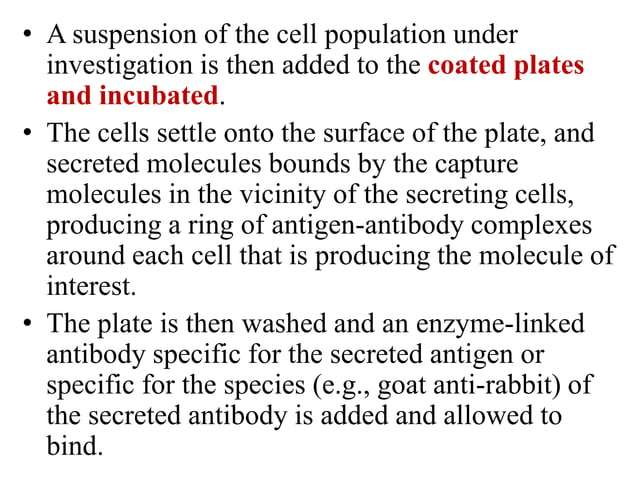 • A suspension of the cell population under
investigation is then added to the coated plates
and incubated.
• The cells settle onto the surface of the plate, and
secreted molecules bounds by the capture
molecules in the vicinity of the secreting cells,
producing a ring of antigen-antibody complexes
around each cell that is producing the molecule of
interest.
• The plate is then washed and an enzyme-linked
antibody specific for the secreted antigen or
specific for the species (e.g., goat anti-rabbit) of
the secreted antibody is added and allowed to
bind.